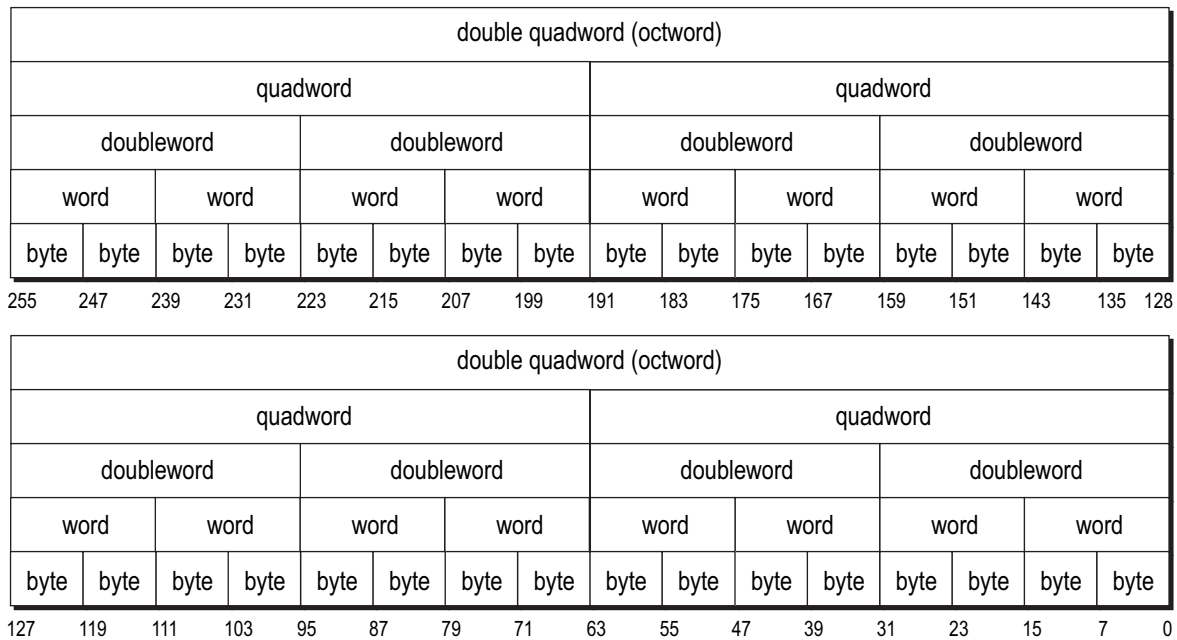 double quadword (octword)
quadword quadword
doubleword doubleword doubleword doubleword
word word word word word word word word
byte byte byte byte byte byte byte byte byte byte byte byte byte byte byte byte
255 247 239 231 223 215 207 199 191 183 175 167 159 151 143 135 128
double quadword (octword)
quadword quadword
doubleword doubleword doubleword doubleword
word word word word word word word word
byte byte byte byte byte byte byte byte byte byte byte byte byte byte byte byte
127 119 111 103 95 87 79 71 63 55 47 39 31 23 15 7 0